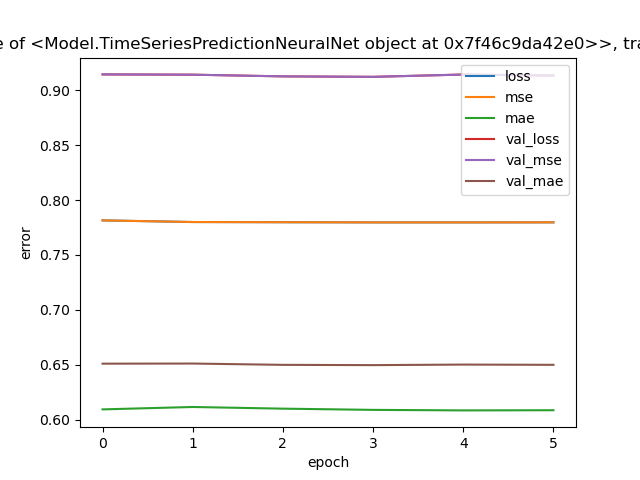 e of <Model.TimeSeriesPredictionNeuralNet object at 0x7f46c9da42e0>>, tra
0.90
0.85
0.80
0.75
0.70
0.65
0.60
error
loss
mse
mae
val_loss
val_mse
val_mae
0 1 2 3 4 5
epoch